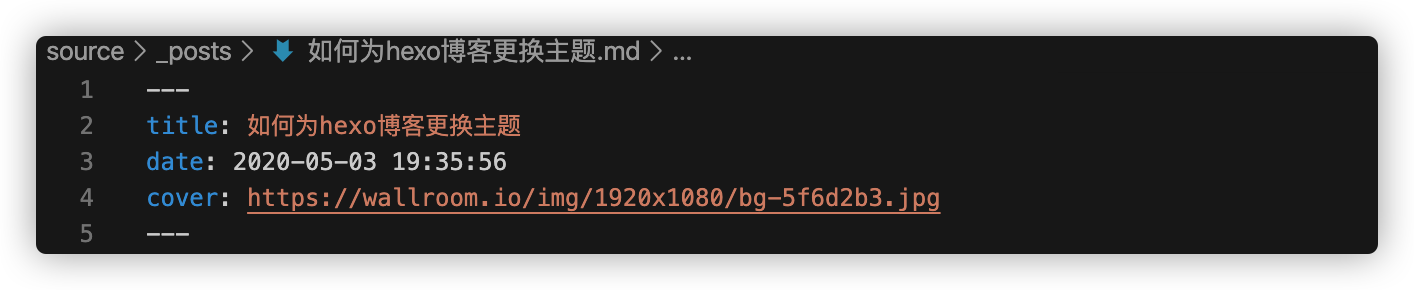 source > _posts > 如何为hexo博客更换主题.md > ...
1 ---
2 title: 如何为hexo博客更换主题
3 date: 2020-05-03 19:35:56
4 cover: https://wallroom.io/img/1920x1080/bg-5f6d2b3.jpg
5 ---